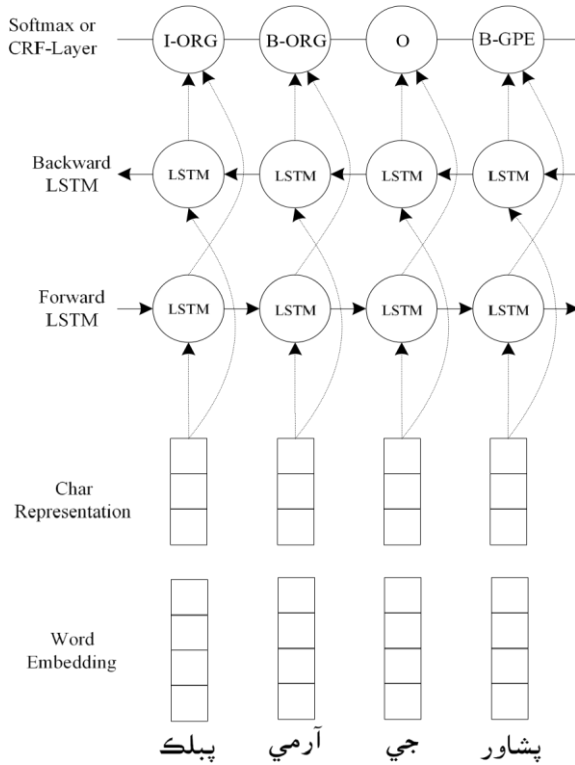 Softmax or
CRF-Layer
I-ORG B-ORG O B-GPE
Backward
LSTM
LSTM LSTM LSTM LSTM
Forward
LSTM
LSTM LSTM LSTM LSTM
Char
Representation
Word
Embedding
پشاور جي آرمي پبلڪ